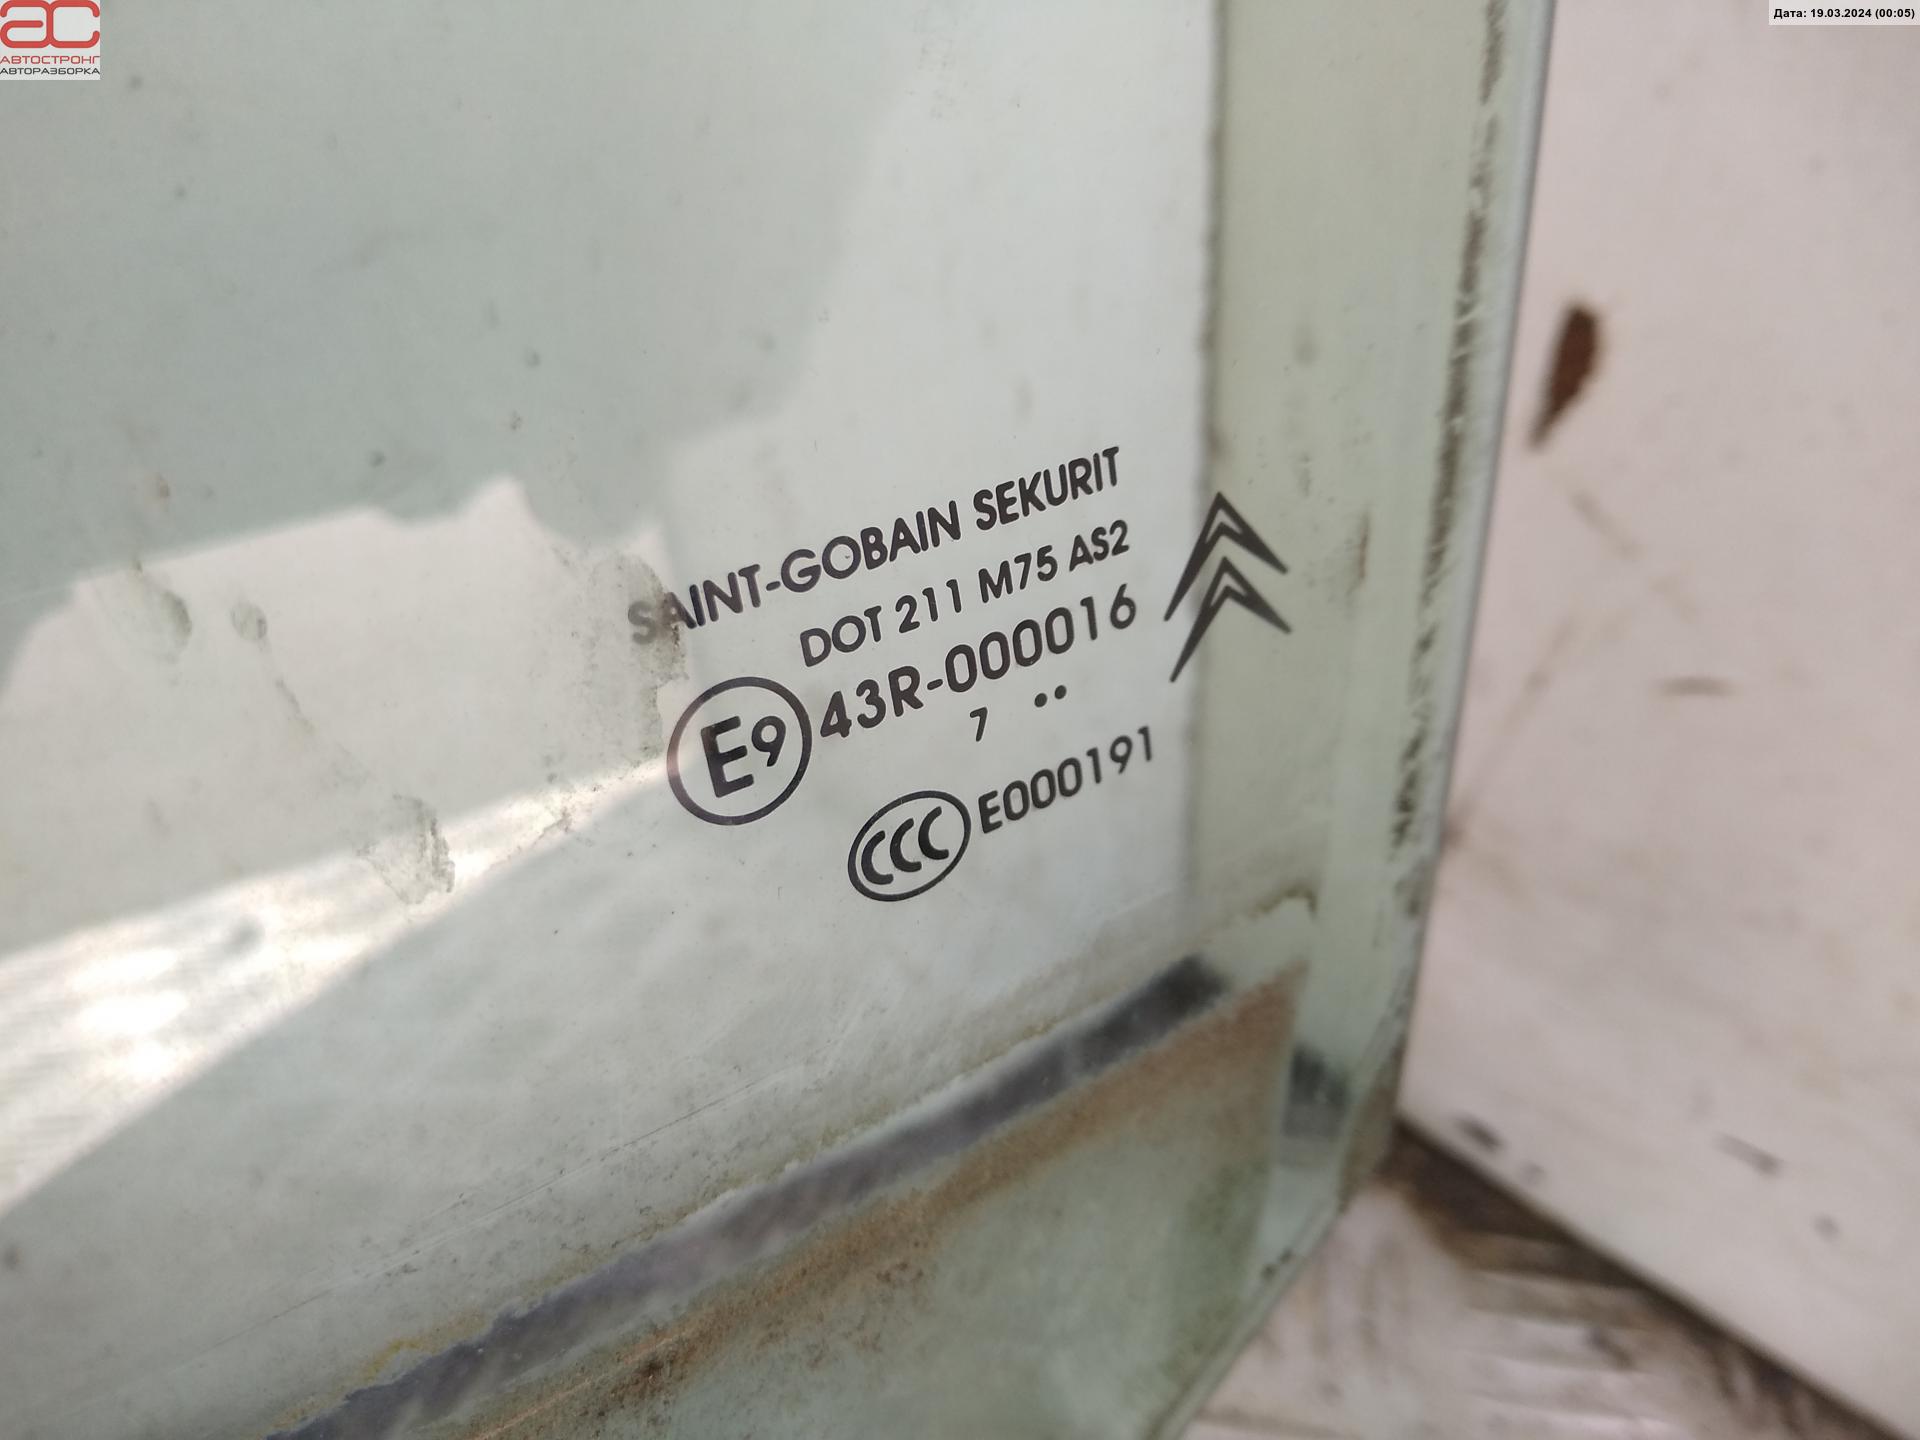 АС
АВТОСТРОНГ
АВТОРАЗБОРКА
Дата: 19.03.2024 (00:05)
SAINT-GOBAIN SEKURIT
DOT 211 M75 AS2
E9 43R-000016
7 ••
CCC E000191